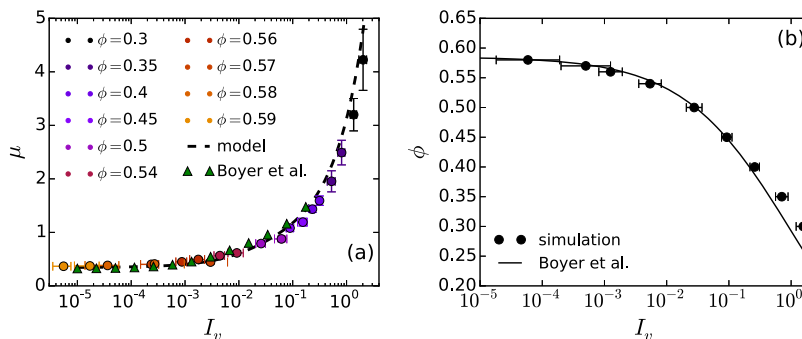 5
4
3
2
1
0
μ
ϕ=0.3
ϕ=0.35
ϕ=0.4
ϕ=0.45
ϕ=0.5
ϕ=0.54
ϕ=0.56
ϕ=0.57
ϕ=0.58
ϕ=0.59
model
Boyer et al.
(a)
10⁻⁵ 10⁻⁴ 10⁻³ 10⁻² 10⁻¹ 10⁰
I_v
0.65
0.60
0.55
0.50
0.45
0.40
0.35
0.30
0.25
0.20
ϕ
(b)
simulation
Boyer et al.
10⁻⁵ 10⁻⁴ 10⁻³ 10⁻² 10⁻¹ 10⁰
I_v